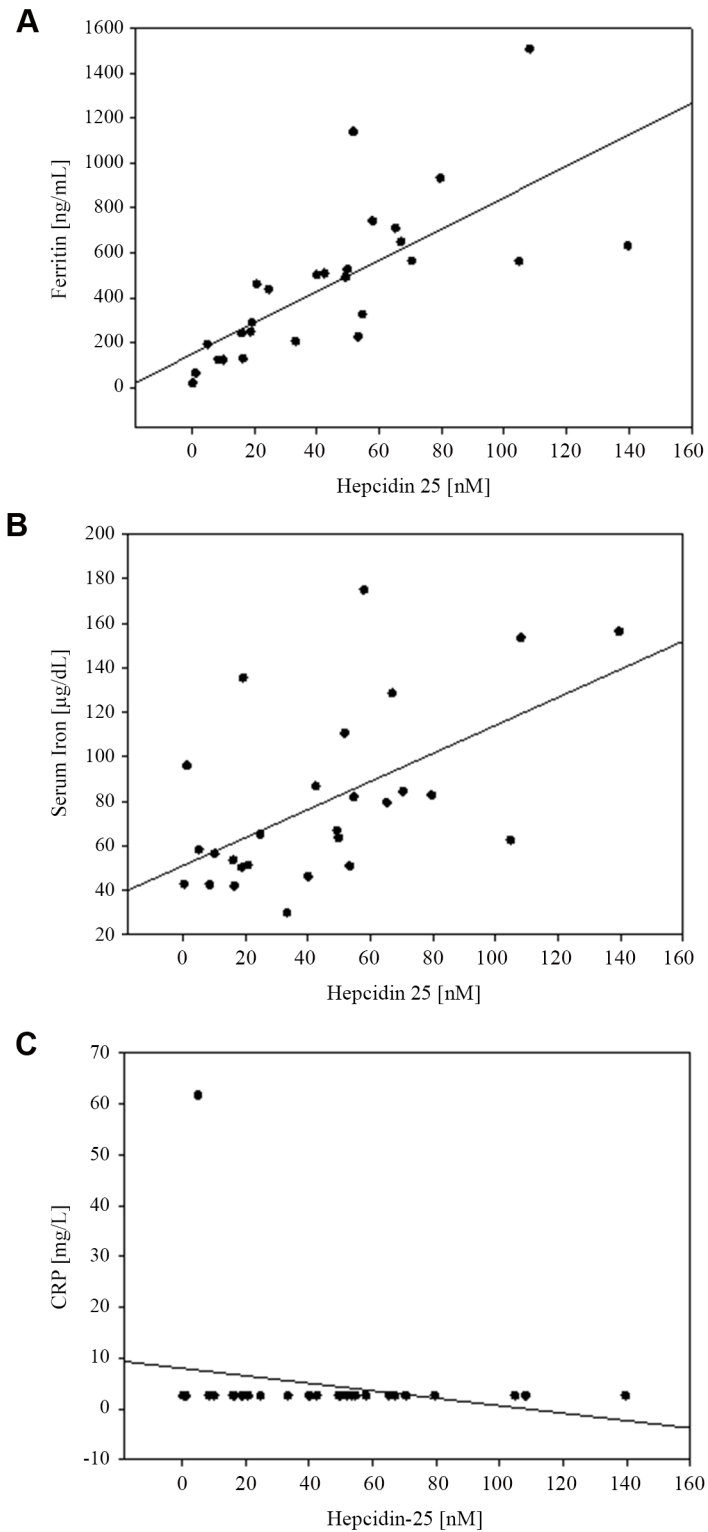 A
1600
1400
1200
1000
800
600
400
200
0
Ferritin [ng/mL]
0 20 40 60 80 100 120 140 160
Hepcidin 25 [nM]
B
200
180
160
140
120
100
80
60
40
20
Serum Iron [µg/dL]
0 20 40 60 80 100 120 140 160
Hepcidin 25 [nM]
C
70
60
50
40
30
20
10
0
-10
CRP [mg/L]
0 20 40 60 80 100 120 140 160
Hepcidin-25 [nM]